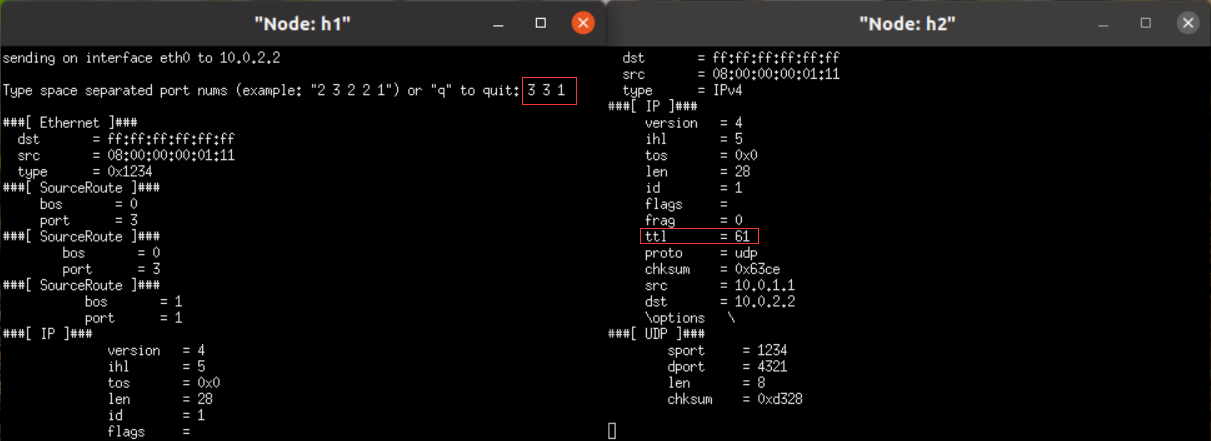 "Node: h1"
sending on interface eth0 to 10.0.2.2
Type space separated port nums (example: "2 3 2 2 1") or "q" to quit: 3 3 1
###[ Ethernet ]###
dst = ff:ff:ff:ff:ff:ff
src = 08:00:00:00:01:11
type = 0x1234
###[ SourceRoute ]###
bos = 0
port = 3
###[ SourceRoute ]###
bos = 0
port = 3
###[ SourceRoute ]###
bos = 1
port = 1
###[ IP ]###
version = 4
ihl = 5
tos = 0x0
len = 28
id = 1
flags =
"Node: h2"
dst = ff:ff:ff:ff:ff:ff
src = 08:00:00:00:01:11
type = IPv4
###[ IP ]###
version = 4
ihl = 5
tos = 0x0
len = 28
id = 1
flags =
frag = 0
ttl = 61
proto = udp
chksum = 0x63ce
src = 10.0.1.1
dst = 10.0.2.2
\options \
###[ UDP ]###
sport = 1234
dport = 4321
len = 8
chksum = 0xd328